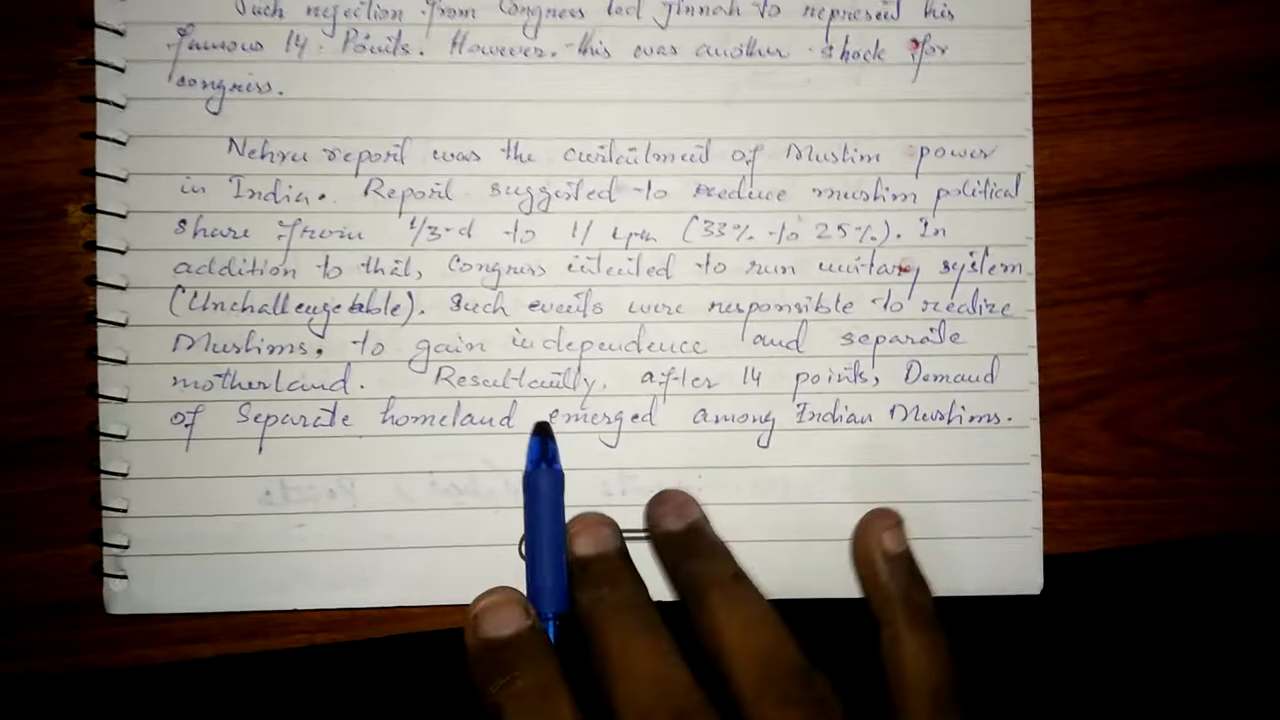 Such rejection from Congress led Jinnah to represent his
famous 14 Points. However, this was another shock for
congress.
Nehru report was the curtailment of Muslim power
in India. Report suggested to reduce muslim political
share from 1/3-d to 1/ (33% to 25%). In
addition to that, Congress intented to run unitary system
(Unchallengeable). Such events were responsible to realize
Muslims, to gain independence and separate
motherland. Resultantly, after 14 points, Demand
of Separate homeland emerged among Indian Muslims.